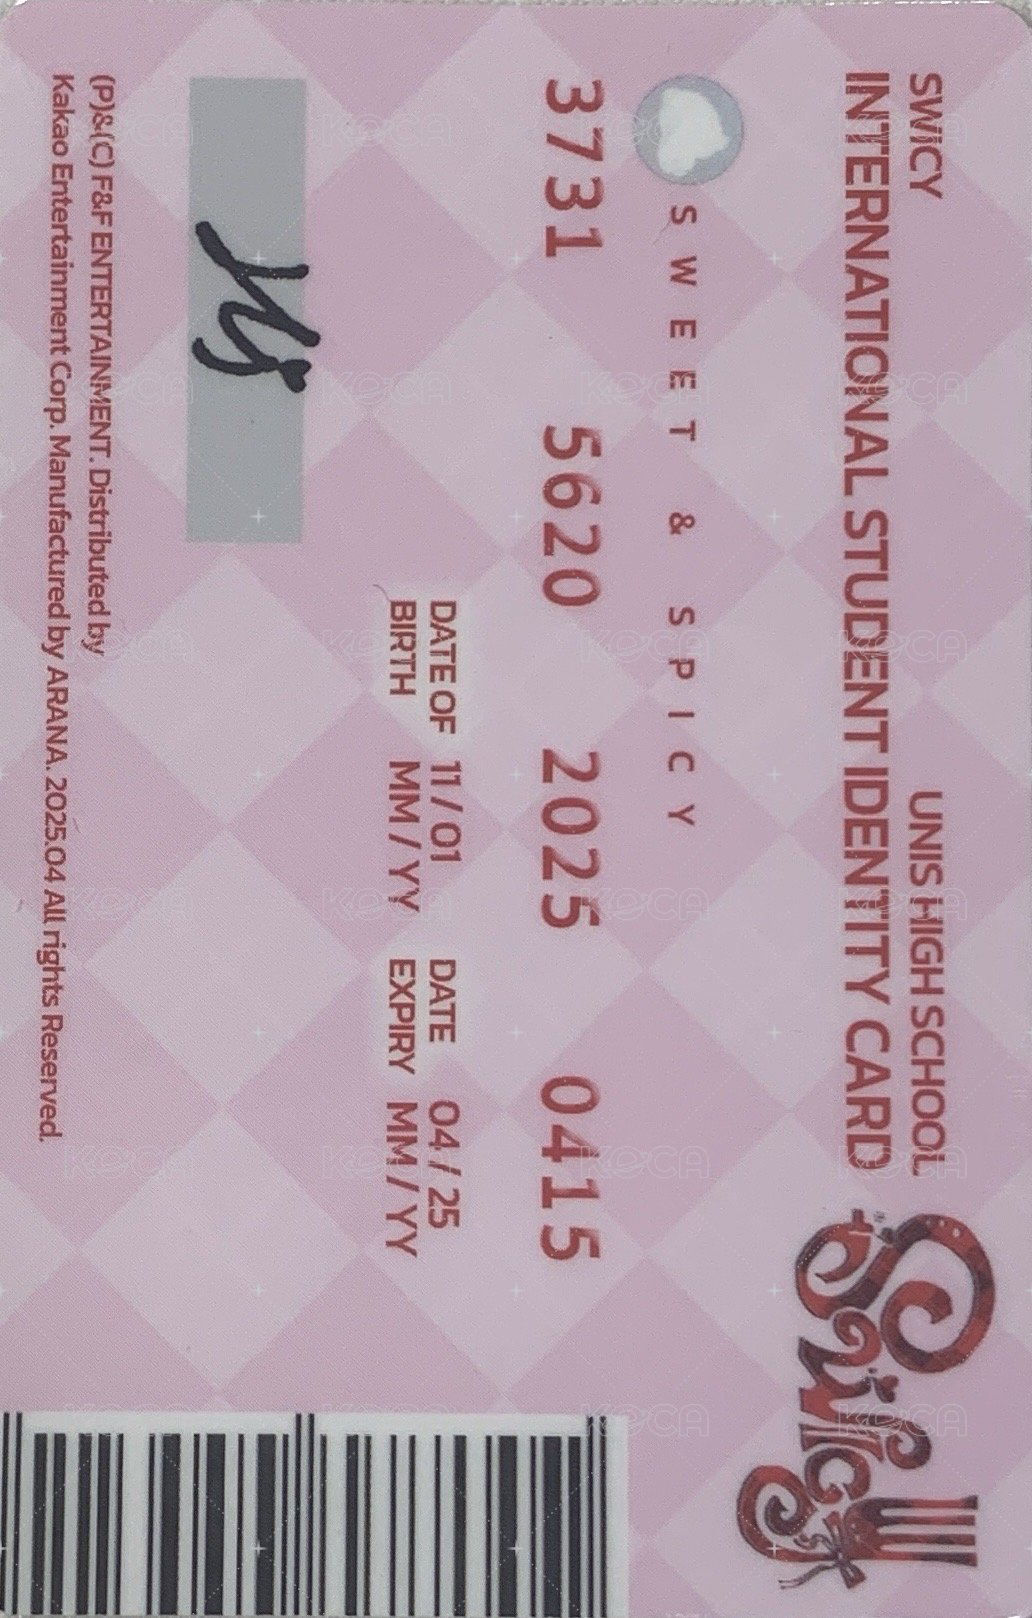 SWiCY UNIS HIGH SCHOOL
INTERNATIONAL STUDENT IDENTITY CARD
Swicy
SWEET & SPICY
3731 5620 2025 0415
DATE OF 11 / 01 DATE 04 / 25
BIRTH MM / YY EXPIRY MM / YY
(P)&(C) F&F ENTERTAINMENT. Distributed by
Kakao Entertainment Corp. Manufactured by ARANA. 2025.04 All rights Reserved.
KOCA